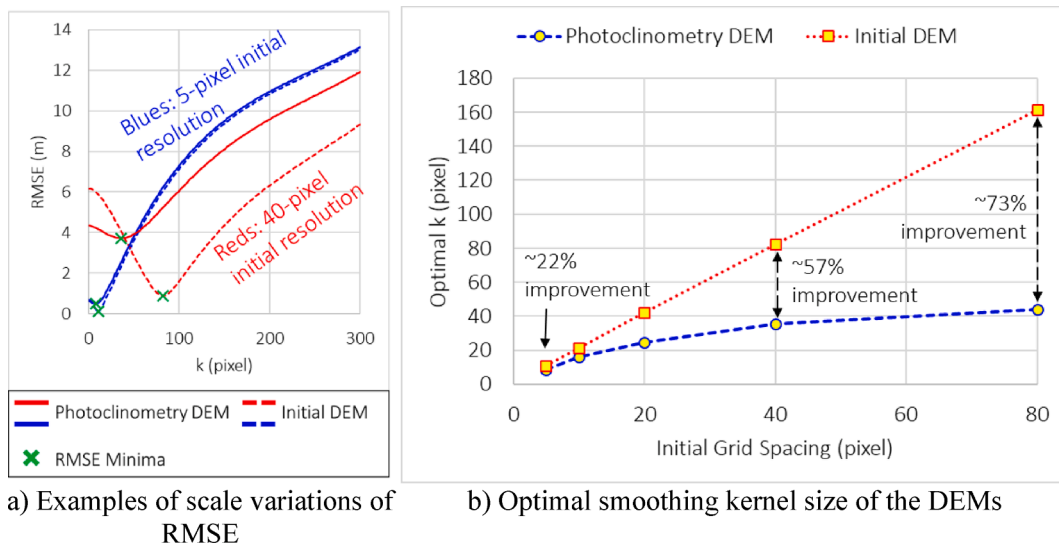 14
12
10
8
6
4
2
0
RMSE (m)
Blues: 5-pixel initial
resolution
Reds: 40-pixel
initial resolution
0 100 200 300
k (pixel)
Photoclinometry DEM Initial DEM
RMSE Minima
a) Examples of scale variations of
RMSE
Photoclinometry DEM Initial DEM
180
160
140
120
100
80
60
40
20
0
Optimal k (pixel)
~22%
improvement
~57%
improvement
~73%
improvement
0 20 40 60 80
Initial Grid Spacing (pixel)
b) Optimal smoothing kernel size of the DEMs